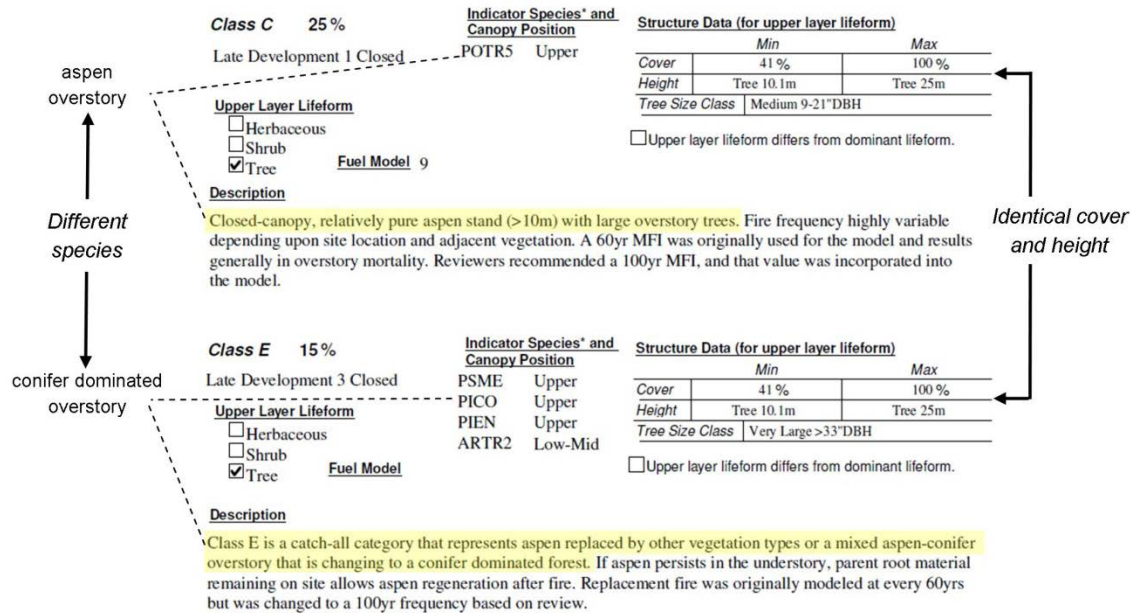 Class C 25%
Late Development 1 Closed
Indicator Species* and
Canopy Position
POTR5 Upper
Structure Data (for upper layer lifeform)
Min Max
Cover 41 % 100 %
Height Tree 10.1m Tree 25m
Tree Size Class Medium 9-21"DBH
Upper layer lifeform differs from dominant lifeform.
aspen
overstory
Upper Layer Lifeform
Herbaceous
Shrub
Tree
Fuel Model 9
Description
Closed-canopy, relatively pure aspen stand (>10m) with large overstory trees. Fire frequency highly variable
depending upon site location and adjacent vegetation. A 60yr MFI was originally used for the model and results
generally in overstory mortality. Reviewers recommended a 100yr MFI, and that value was incorporated into
the model.
Different
species
Identical cover
and height
Class E 15%
Late Development 3 Closed
Indicator Species* and
Canopy Position
PSME Upper
PICO Upper
PIEN Upper
ARTR2 Low-Mid
Structure Data (for upper layer lifeform)
Min Max
Cover 41 % 100 %
Height Tree 10.1m Tree 25m
Tree Size Class Very Large >33"DBH
Upper layer lifeform differs from dominant lifeform.
conifer dominated
overstory
Upper Layer Lifeform
Herbaceous
Shrub
Tree
Fuel Model
Description
Class E is a catch-all category that represents aspen replaced by other vegetation types or a mixed aspen-conifer
overstory that is changing to a conifer dominated forest. If aspen persists in the understory, parent root material
remaining on site allows aspen regeneration after fire. Replacement fire was originally modeled at every 60yrs
but was changed to a 100yr frequency based on review.